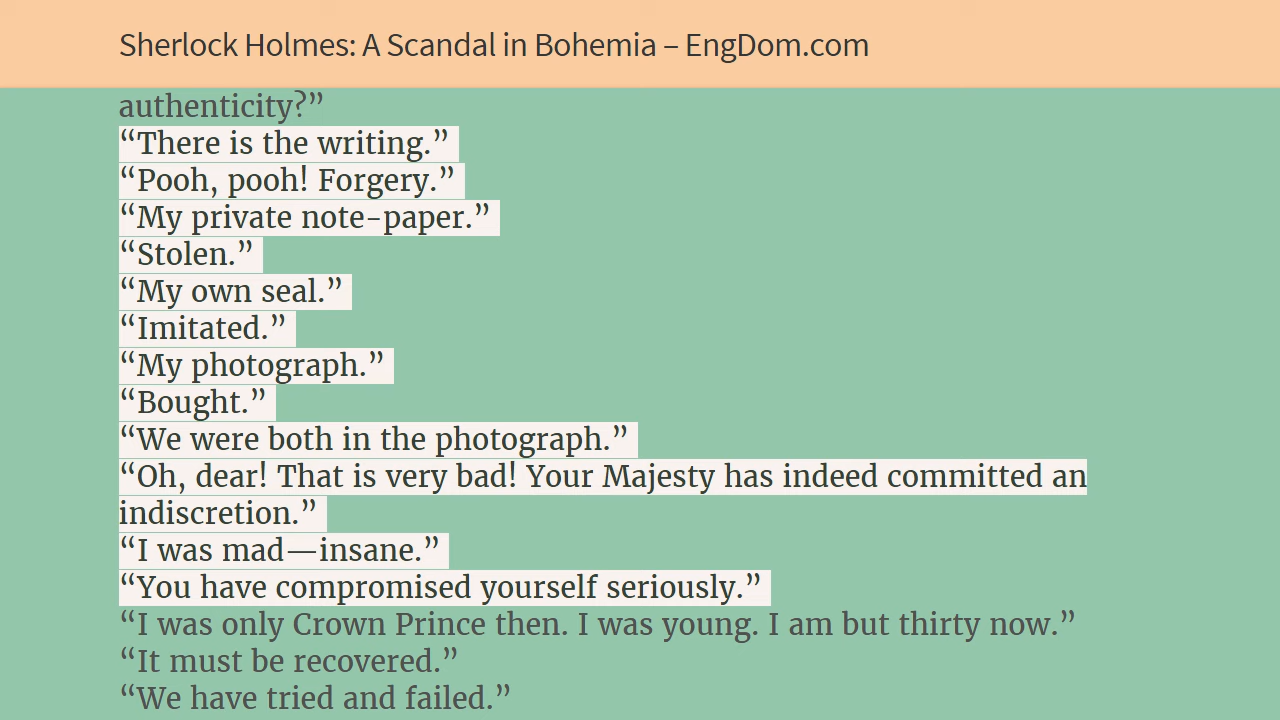 Sherlock Holmes: A Scandal in Bohemia – EngDom.com
authenticity?”
“There is the writing.”
“Pooh, pooh! Forgery.”
“My private note-paper.”
“Stolen.”
“My own seal.”
“Imitated.”
“My photograph.”
“Bought.”
“We were both in the photograph.”
“Oh, dear! That is very bad! Your Majesty has indeed committed an
indiscretion.”
“I was mad—insane.”
“You have compromised yourself seriously.”
“I was only Crown Prince then. I was young. I am but thirty now.”
“It must be recovered.”
“We have tried and failed.”